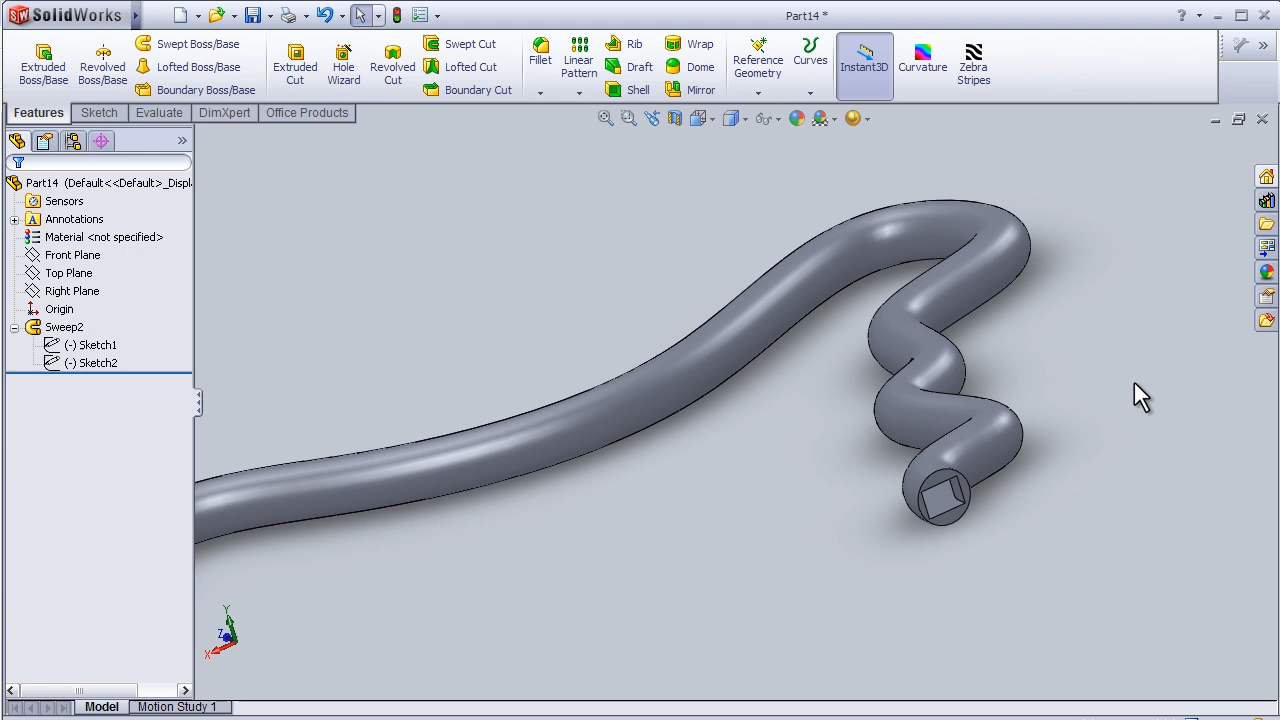 SolidWorks
Part14 *
Extruded Boss/Base
Revolved Boss/Base
Swept Boss/Base
Lofted Boss/Base
Boundary Boss/Base
Extruded Cut
Hole Wizard
Revolved Cut
Swept Cut
Lofted Cut
Boundary Cut
Fillet
Linear Pattern
Rib
Draft
Shell
Wrap
Dome
Mirror
Reference Geometry
Curves
Instant3D
Curvature
Zebra Stripes
Features
Sketch
Evaluate
DimXpert
Office Products
Part14 (Default<<Default>_Displ
Sensors
Annotations
Material <not specified>
Front Plane
Top Plane
Right Plane
Origin
Sweep2
(-) Sketch1
(-) Sketch2
Y
Z
X
Model
Motion Study 1